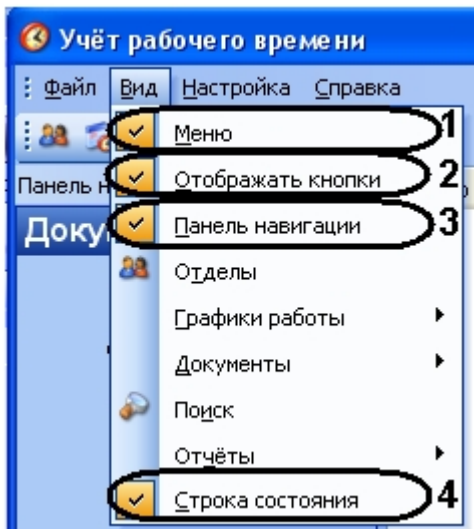 Учёт рабочего времени
Файл Вид Настройка Справка
Меню 1
Отображать кнопки 2
Панель
Панель навигации 3
Отделы
Графики работы
Документы
Поиск
Отчёты
Строка состояния 4